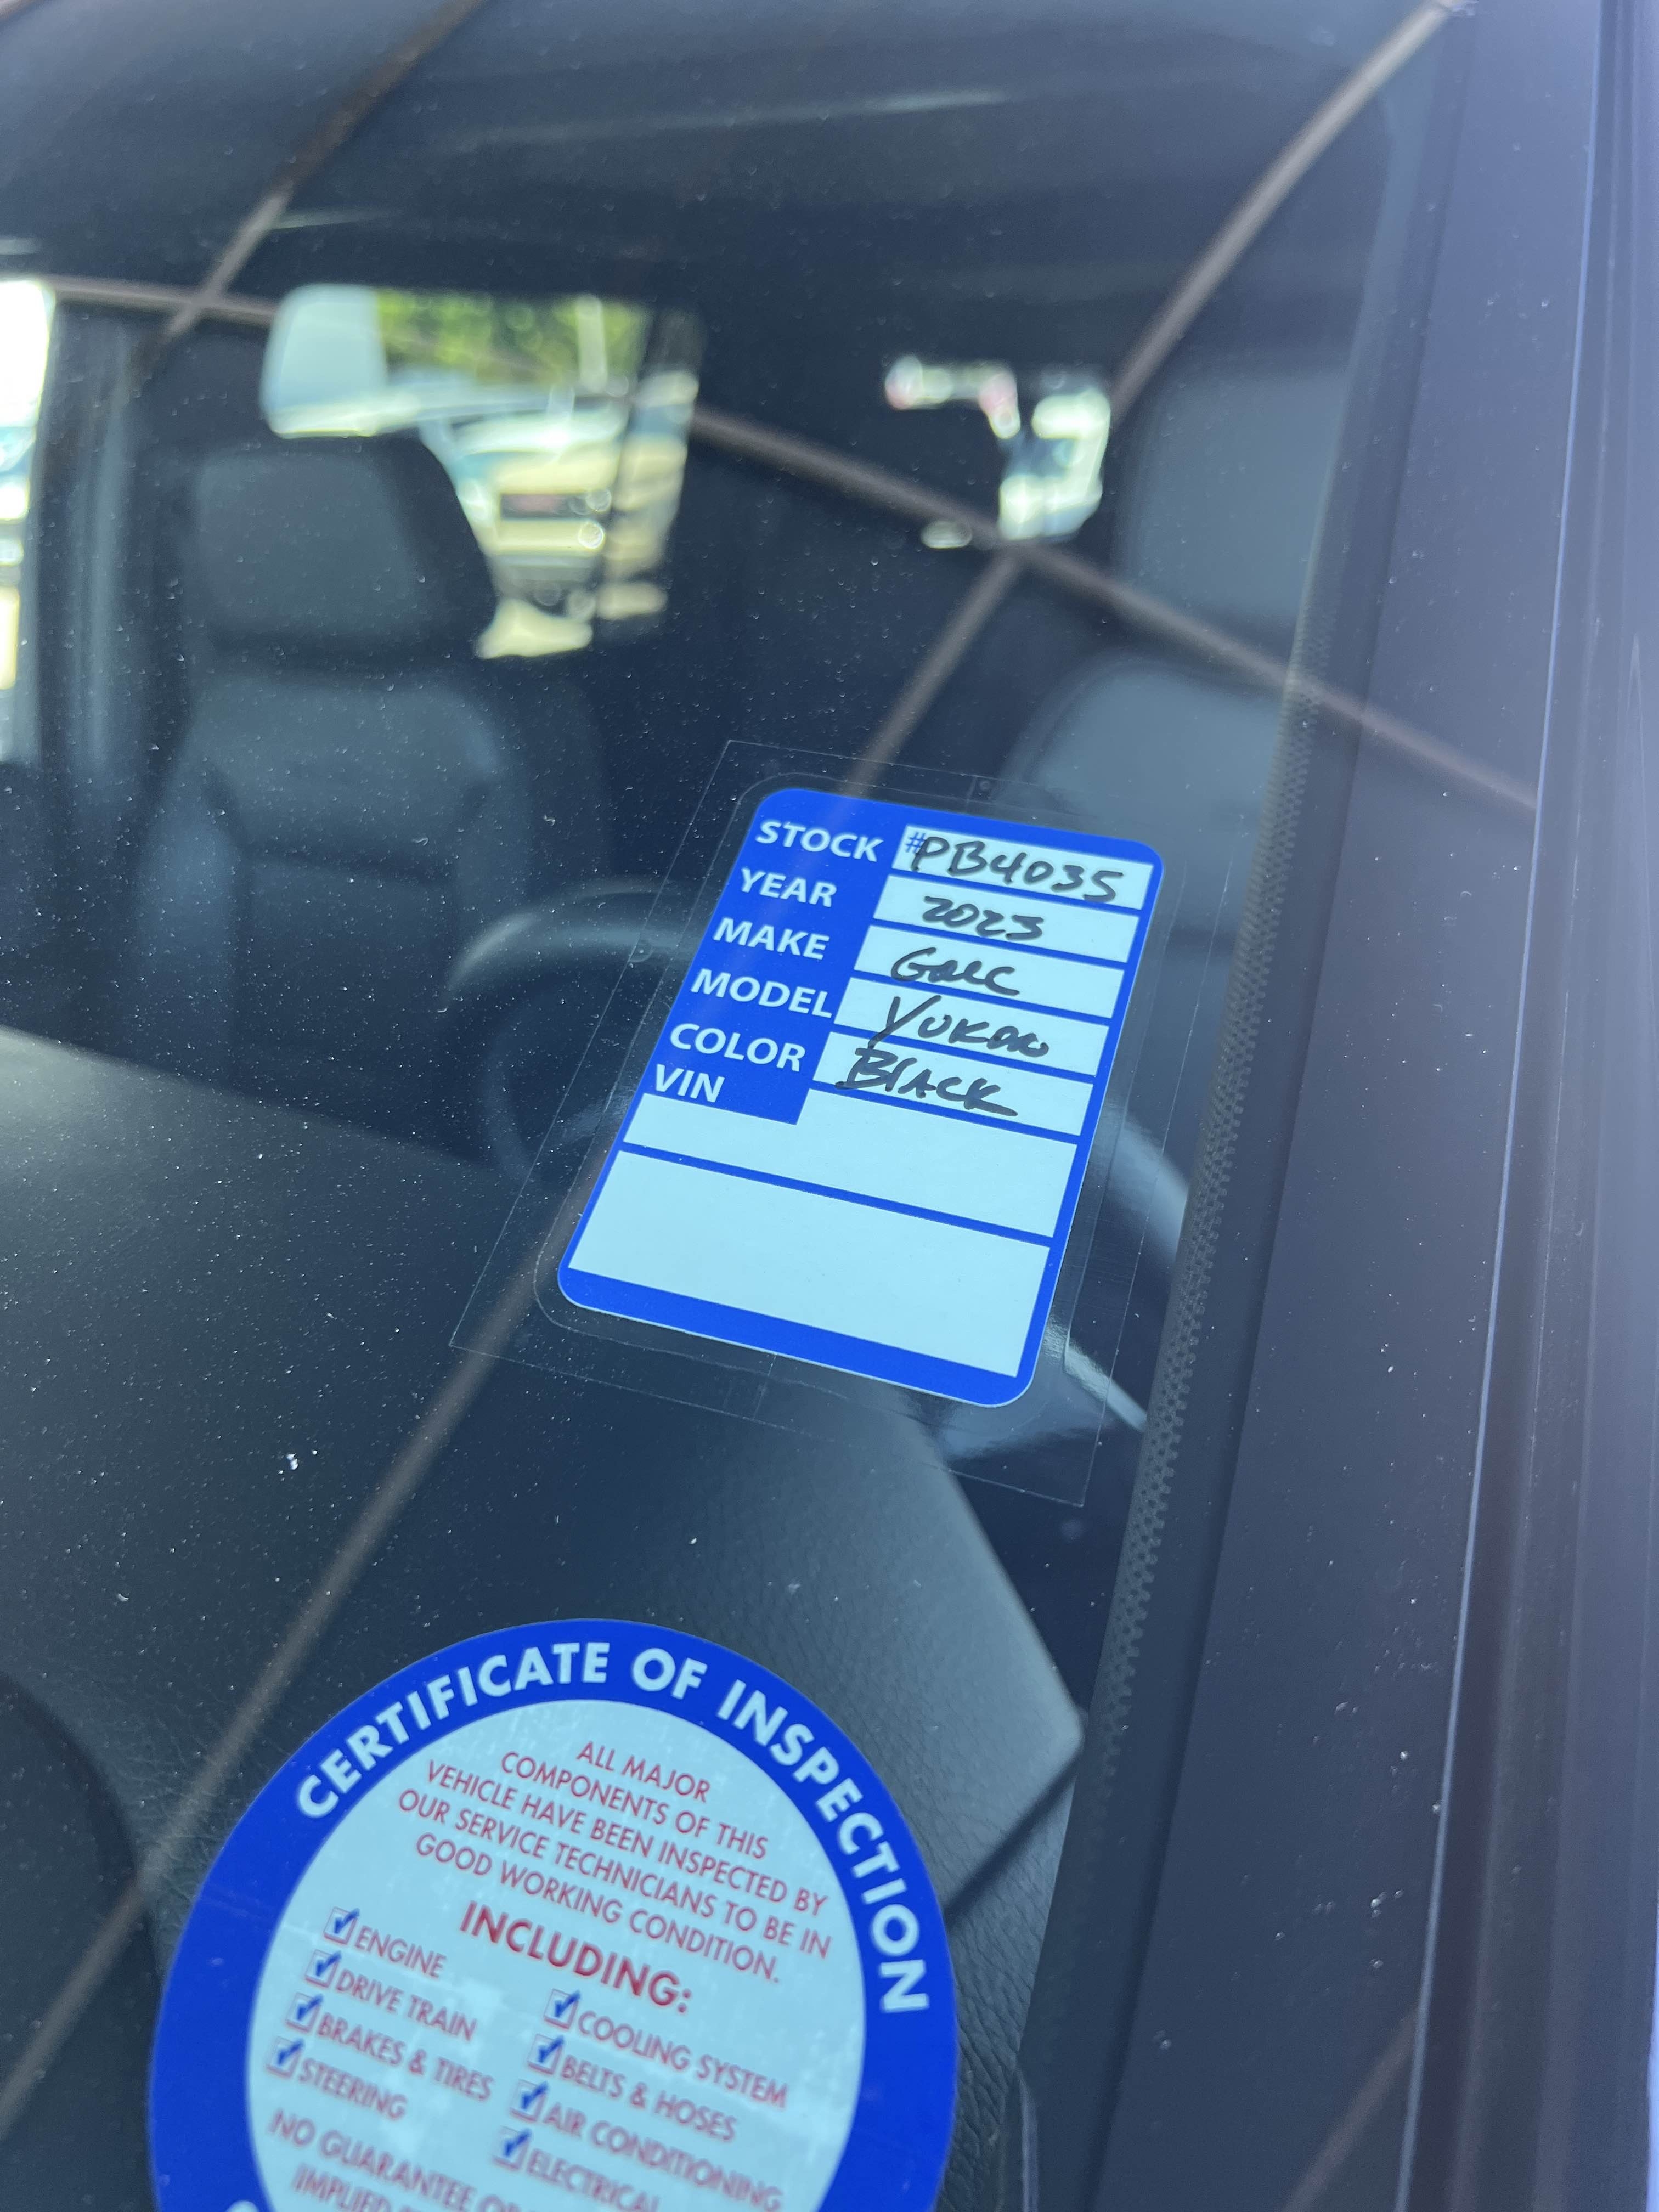 STOCK #PB4035
YEAR 2023
MAKE GMC
MODEL YUKON
COLOR BLACK
VIN
CERTIFICATE OF INSPECTION
ALL MAJOR
COMPONENTS OF THIS
VEHICLE HAVE BEEN INSPECTED BY
OUR SERVICE TECHNICIANS TO BE IN
GOOD WORKING CONDITION.
INCLUDING:
ENGINE
DRIVE TRAIN
BRAKES & TIRES
STEERING
COOLING SYSTEM
BELTS & HOSES
AIR CONDITIONING
ELECTRICAL
NO GUARANTEE
IMPLIED